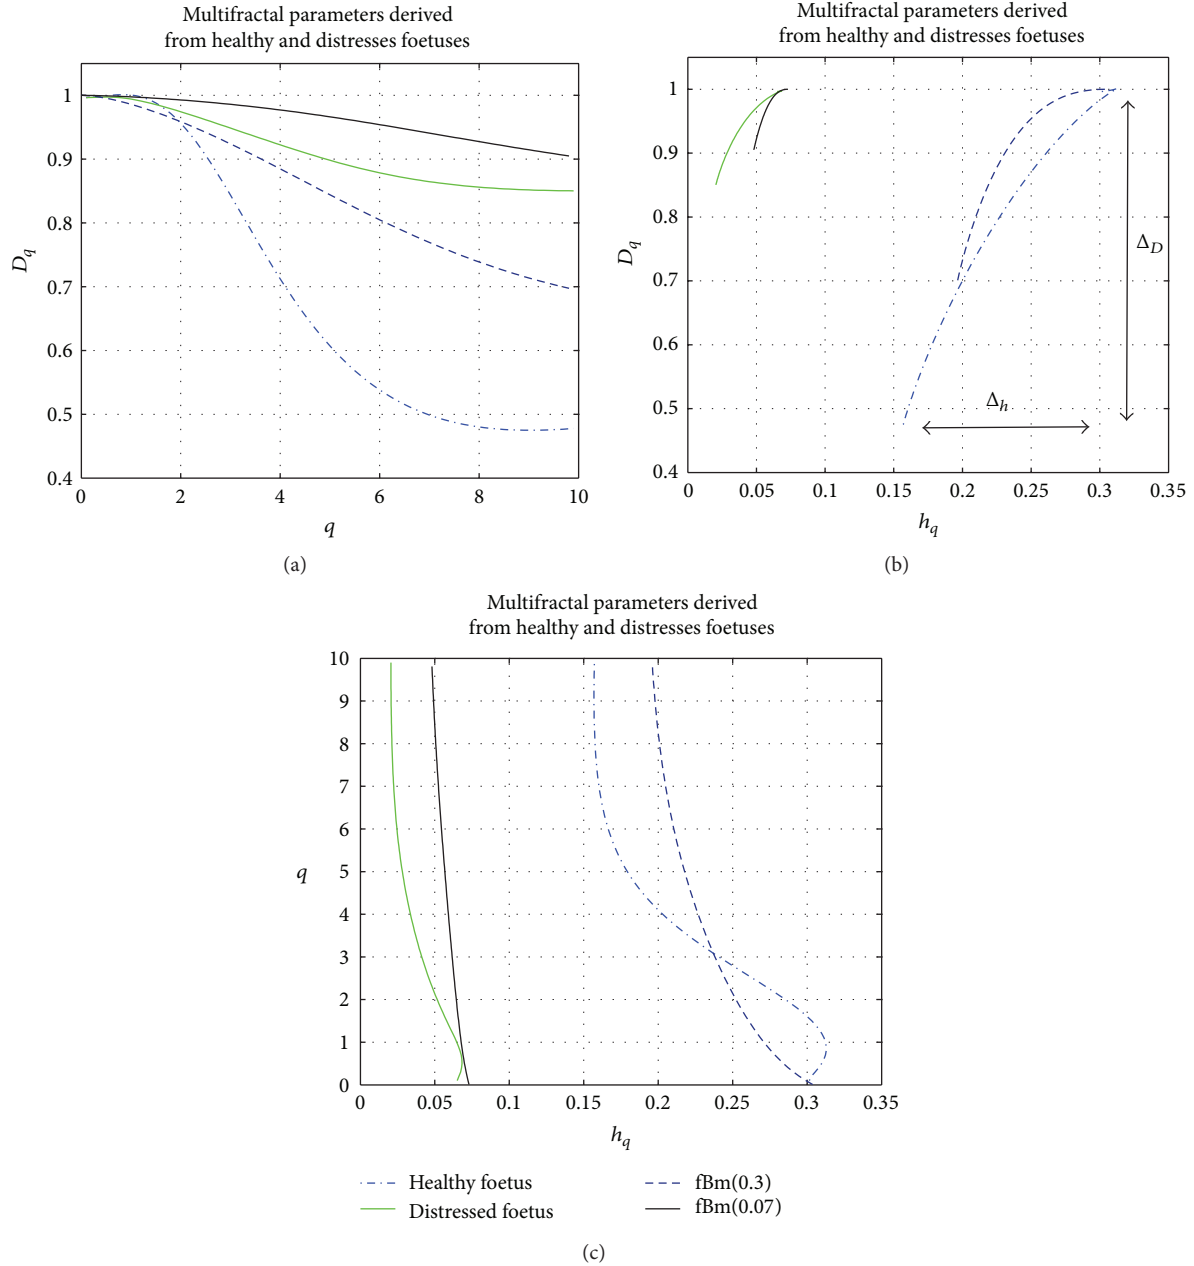 Multifractal parameters derived
from healthy and distresses foetuses
1
0.9
0.8
0.7
0.6
0.5
0.4
D_q
0 2 4 6 8 10
q
(a)
Multifractal parameters derived
from healthy and distresses foetuses
1
0.9
0.8
0.7
0.6
0.5
0.4
D_q
Δ_D
Δ_h
0 0.05 0.1 0.15 0.2 0.25 0.3 0.35
h_q
(b)
Multifractal parameters derived
from healthy and distresses foetuses
10
9
8
7
6
5
4
3
2
1
0
q
0 0.05 0.1 0.15 0.2 0.25 0.3 0.35
h_q
Healthy foetus
Distressed foetus
fBm(0.3)
fBm(0.07)
(c)